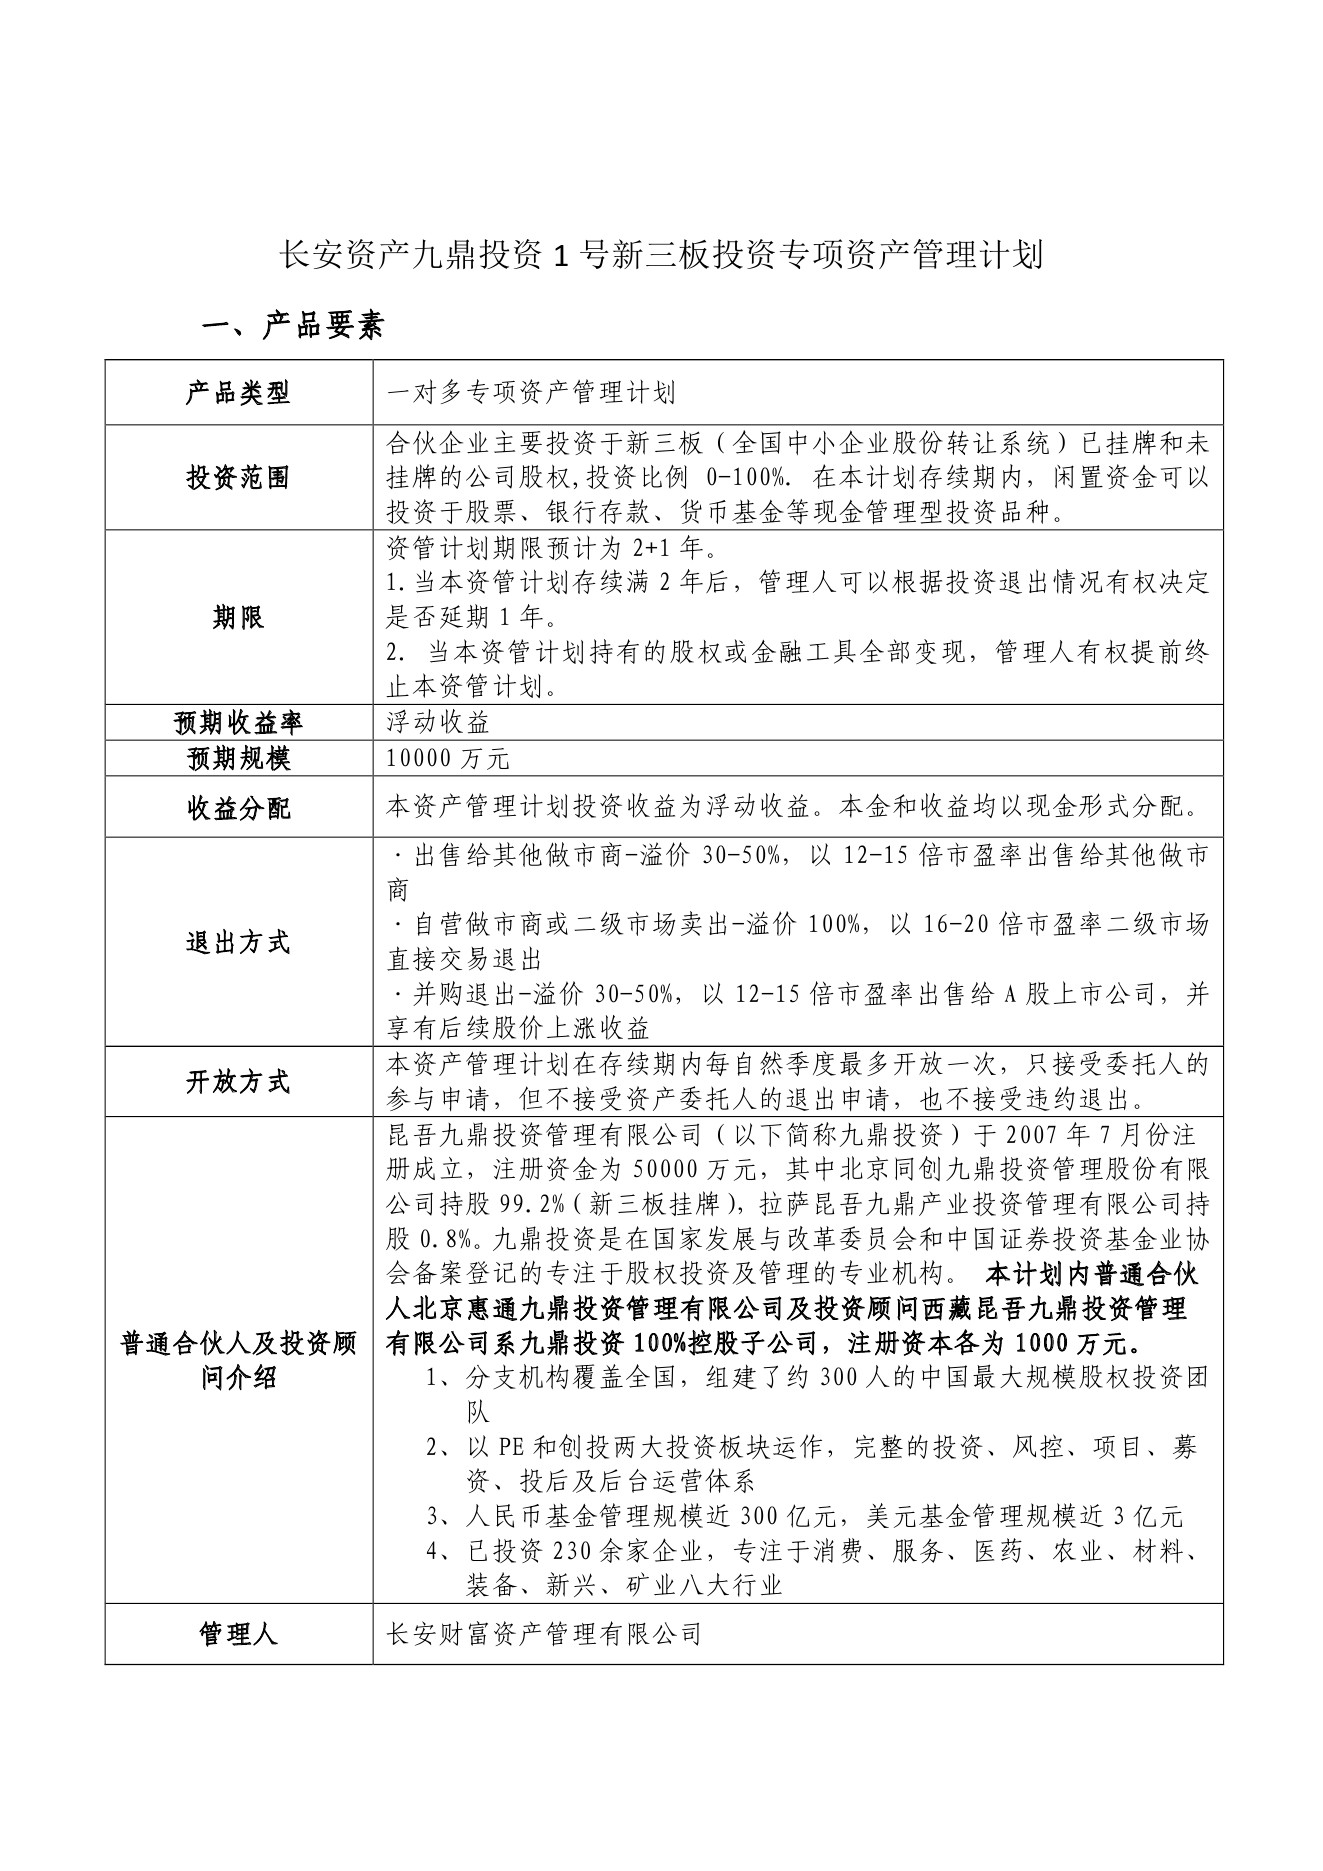 长安资产九鼎投资1号新三板投资专项资产管理计划
一、产品要素
产品类型
一对多专项资产管理计划
投资范围
合伙企业主要投资于新三板（全国中小企业股份转让系统）已挂牌和未
挂牌的公司股权,投资比例 0-100%. 在本计划存续期内，闲置资金可以
投资于股票、银行存款、货币基金等现金管理型投资品种。
期限
资管计划期限预计为 2+1 年。
1.当本资管计划存续满 2 年后，管理人可以根据投资退出情况有权决定
是否延期 1 年。
2. 当本资管计划持有的股权或金融工具全部变现，管理人有权提前终
止本资管计划。
预期收益率
浮动收益
预期规模
10000 万元
收益分配
本资产管理计划投资收益为浮动收益。本金和收益均以现金形式分配。
退出方式
·出售给其他做市商-溢价 30-50%，以 12-15 倍市盈率出售给其他做市
商
·自营做市商或二级市场卖出-溢价 100%，以 16-20 倍市盈率二级市场
直接交易退出
·并购退出-溢价 30-50%，以 12-15 倍市盈率出售给 A 股上市公司，并
享有后续股价上涨收益
开放方式
本资产管理计划在存续期内每自然季度最多开放一次，只接受委托人的
参与申请，但不接受资产委托人的退出申请，也不接受违约退出。
普通合伙人及投资顾
问介绍
昆吾九鼎投资管理有限公司（以下简称九鼎投资）于 2007 年 7 月份注
册成立，注册资金为 50000 万元，其中北京同创九鼎投资管理股份有限
公司持股 99.2%（新三板挂牌），拉萨昆吾九鼎产业投资管理有限公司持
股 0.8%。九鼎投资是在国家发展与改革委员会和中国证券投资基金业协
会备案登记的专注于股权投资及管理的专业机构。 本计划内普通合伙
人北京惠通九鼎投资管理有限公司及投资顾问西藏昆吾九鼎投资管理
有限公司系九鼎投资 100%控股子公司，注册资本各为 1000 万元。
1、分支机构覆盖全国，组建了约 300 人的中国最大规模股权投资团
队
2、以 PE 和创投两大投资板块运作，完整的投资、风控、项目、募
资、投后及后台运营体系
3、人民币基金管理规模近 300 亿元，美元基金管理规模近 3 亿元
4、已投资 230 余家企业，专注于消费、服务、医药、农业、材料、
装备、新兴、矿业八大行业
管理人
长安财富资产管理有限公司